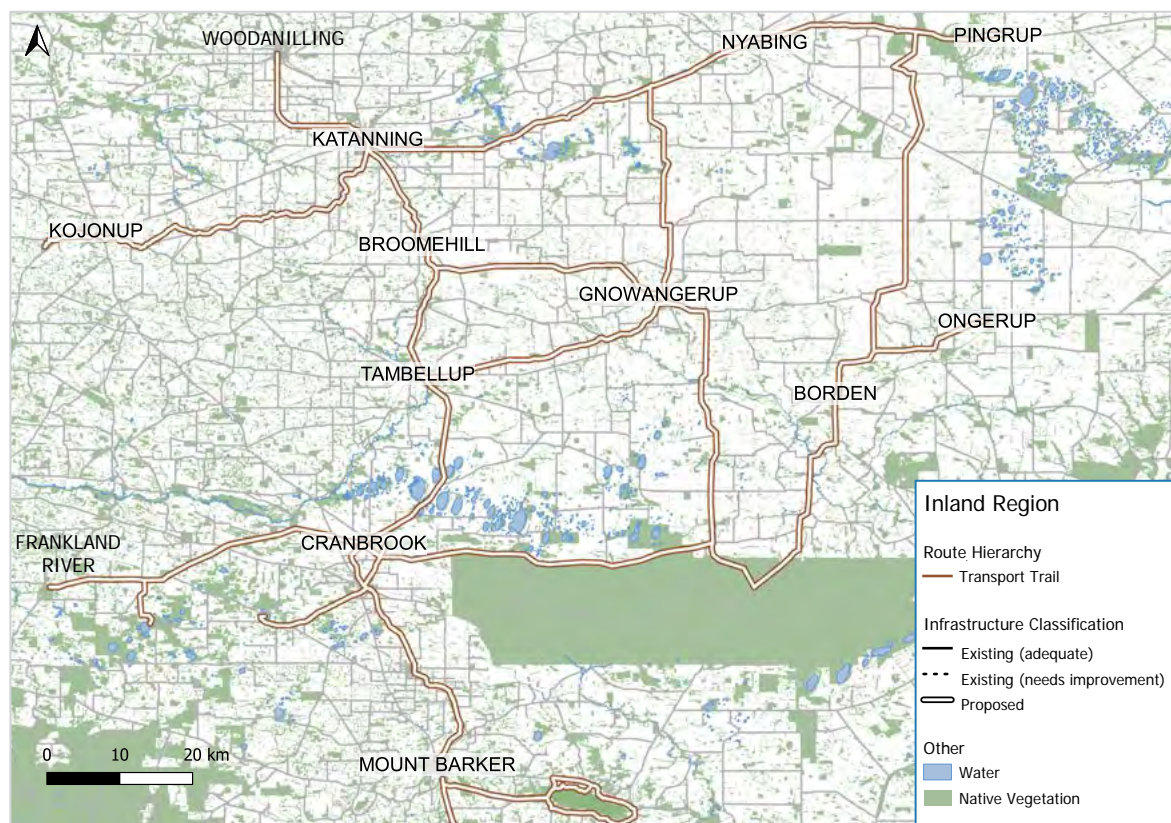 WOODANILLING
NYABING
PINGRUP
KATANNING
KOJONUP
BROOMEHILL
GNOWANGERUP
ONGERUP
TAMBELLUP
BORDEN
FRANKLAND
RIVER
CRANBROOK
MOUNT BARKER
0 10 20 km
Inland Region
Route Hierarchy
Transport Trail
Infrastructure Classification
Existing (adequate)
Existing (needs improvement)
Proposed
Other
Water
Native Vegetation